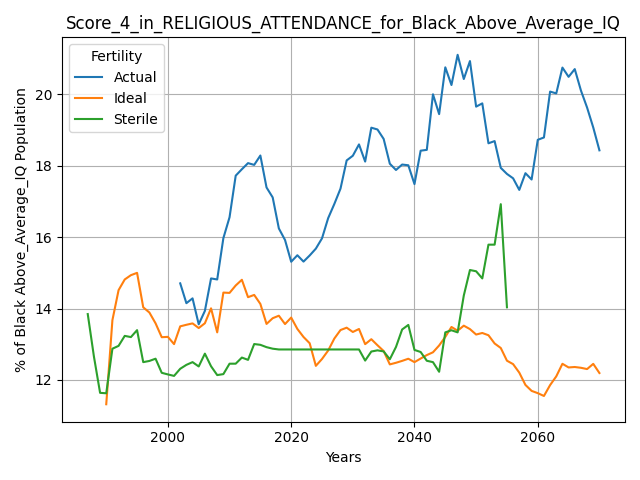 Score_4_in_RELIGIOUS_ATTENDANCE_for_Black_Above_Average_IQ
Fertility
Actual
Ideal
Sterile
% of Black Above_Average_IQ Population
20
18
16
14
12
2000
2020
2040
2060
Years